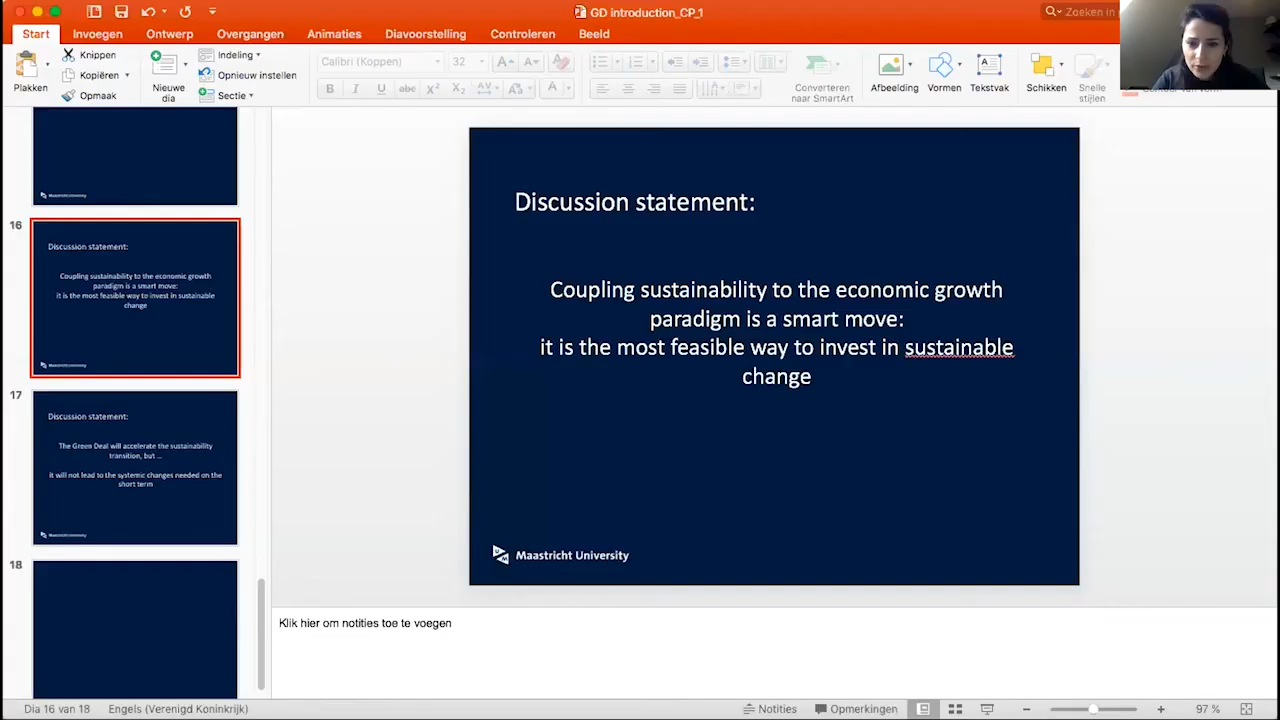 GD introduction_CP_1
Zoeken in
Start Invoegen Ontwerp Overgangen Animaties Diavoorstelling Controleren Beeld
Plakken
Knippen
Kopiëren
Opmaak
Nieuwe
dia
Indeling
Opnieuw instellen
Sectie
Calibri (Koppen) 32
Converteren
naar SmartArt
Afbeelding
Vormen
Tekstvak
Schikken
Snelle
stijlen
Maastricht University
16
Discussion statement:
Coupling sustainability to the economic growth
paradigm is a smart move:
it is the most feasible way to invest in sustainable
change
Maastricht University
17
Discussion statement:
The Green Deal will accelerate the sustainability
transition, but ...
it will not lead to the systemic changes needed on the
short term
Maastricht University
18
Discussion statement:
Coupling sustainability to the economic growth
paradigm is a smart move:
it is the most feasible way to invest in sustainable
change
Maastricht University
Klik hier om notities toe te voegen
Dia 16 van 18 Engels (Verenigd Koninkrijk) Notities Opmerkingen 97 %